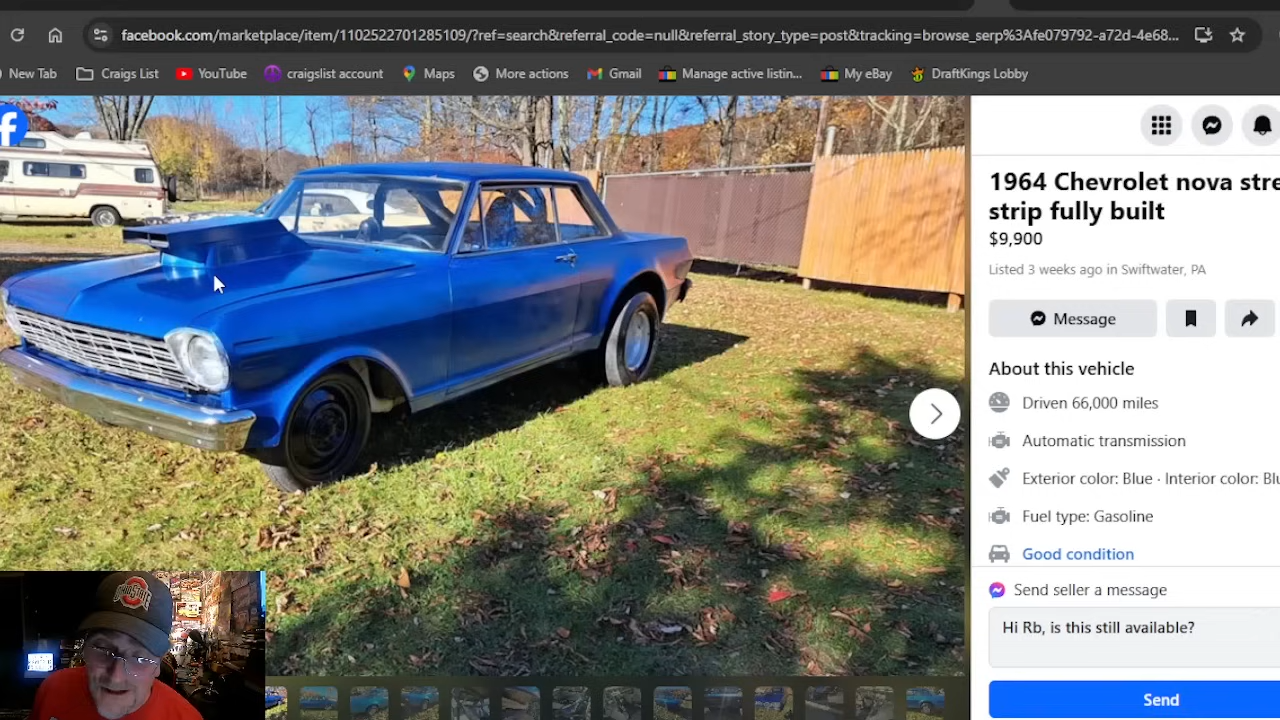 facebook.com/marketplace/item/1102522701285109/?ref=search&referral_code=null&referral_story_type=post&tracking=browse_serp%3Afe079792-a72d-4e68...
New Tab Craigs List YouTube craigslist account Maps More actions Gmail Manage active listin... My eBay DraftKings Lobby
f
1964 Chevrolet nova stre
strip fully built
$9,900
Listed 3 weeks ago in Swiftwater, PA
Message
About this vehicle
Driven 66,000 miles
Automatic transmission
Exterior color: Blue · Interior color: Blu
Fuel type: Gasoline
Good condition
Send seller a message
Hi Rb, is this still available?
Send
OHIO STATE